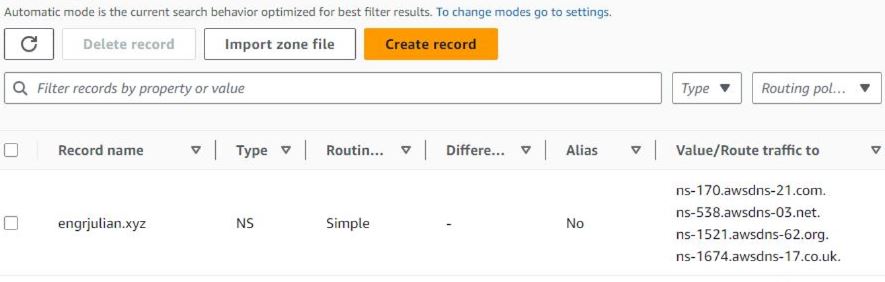 Automatic mode is the current search behavior optimized for best filter results. To change modes go to settings.
Delete record Import zone file Create record
Filter records by property or value Type Routing pol...
Record name Type Routin... Differe... Alias Value/Route traffic to
ns-170.awsdns-21.com.
ns-538.awsdns-03.net.
engrjulian.xyz NS Simple - No
ns-1521.awsdns-62.org.
ns-1674.awsdns-17.co.uk.